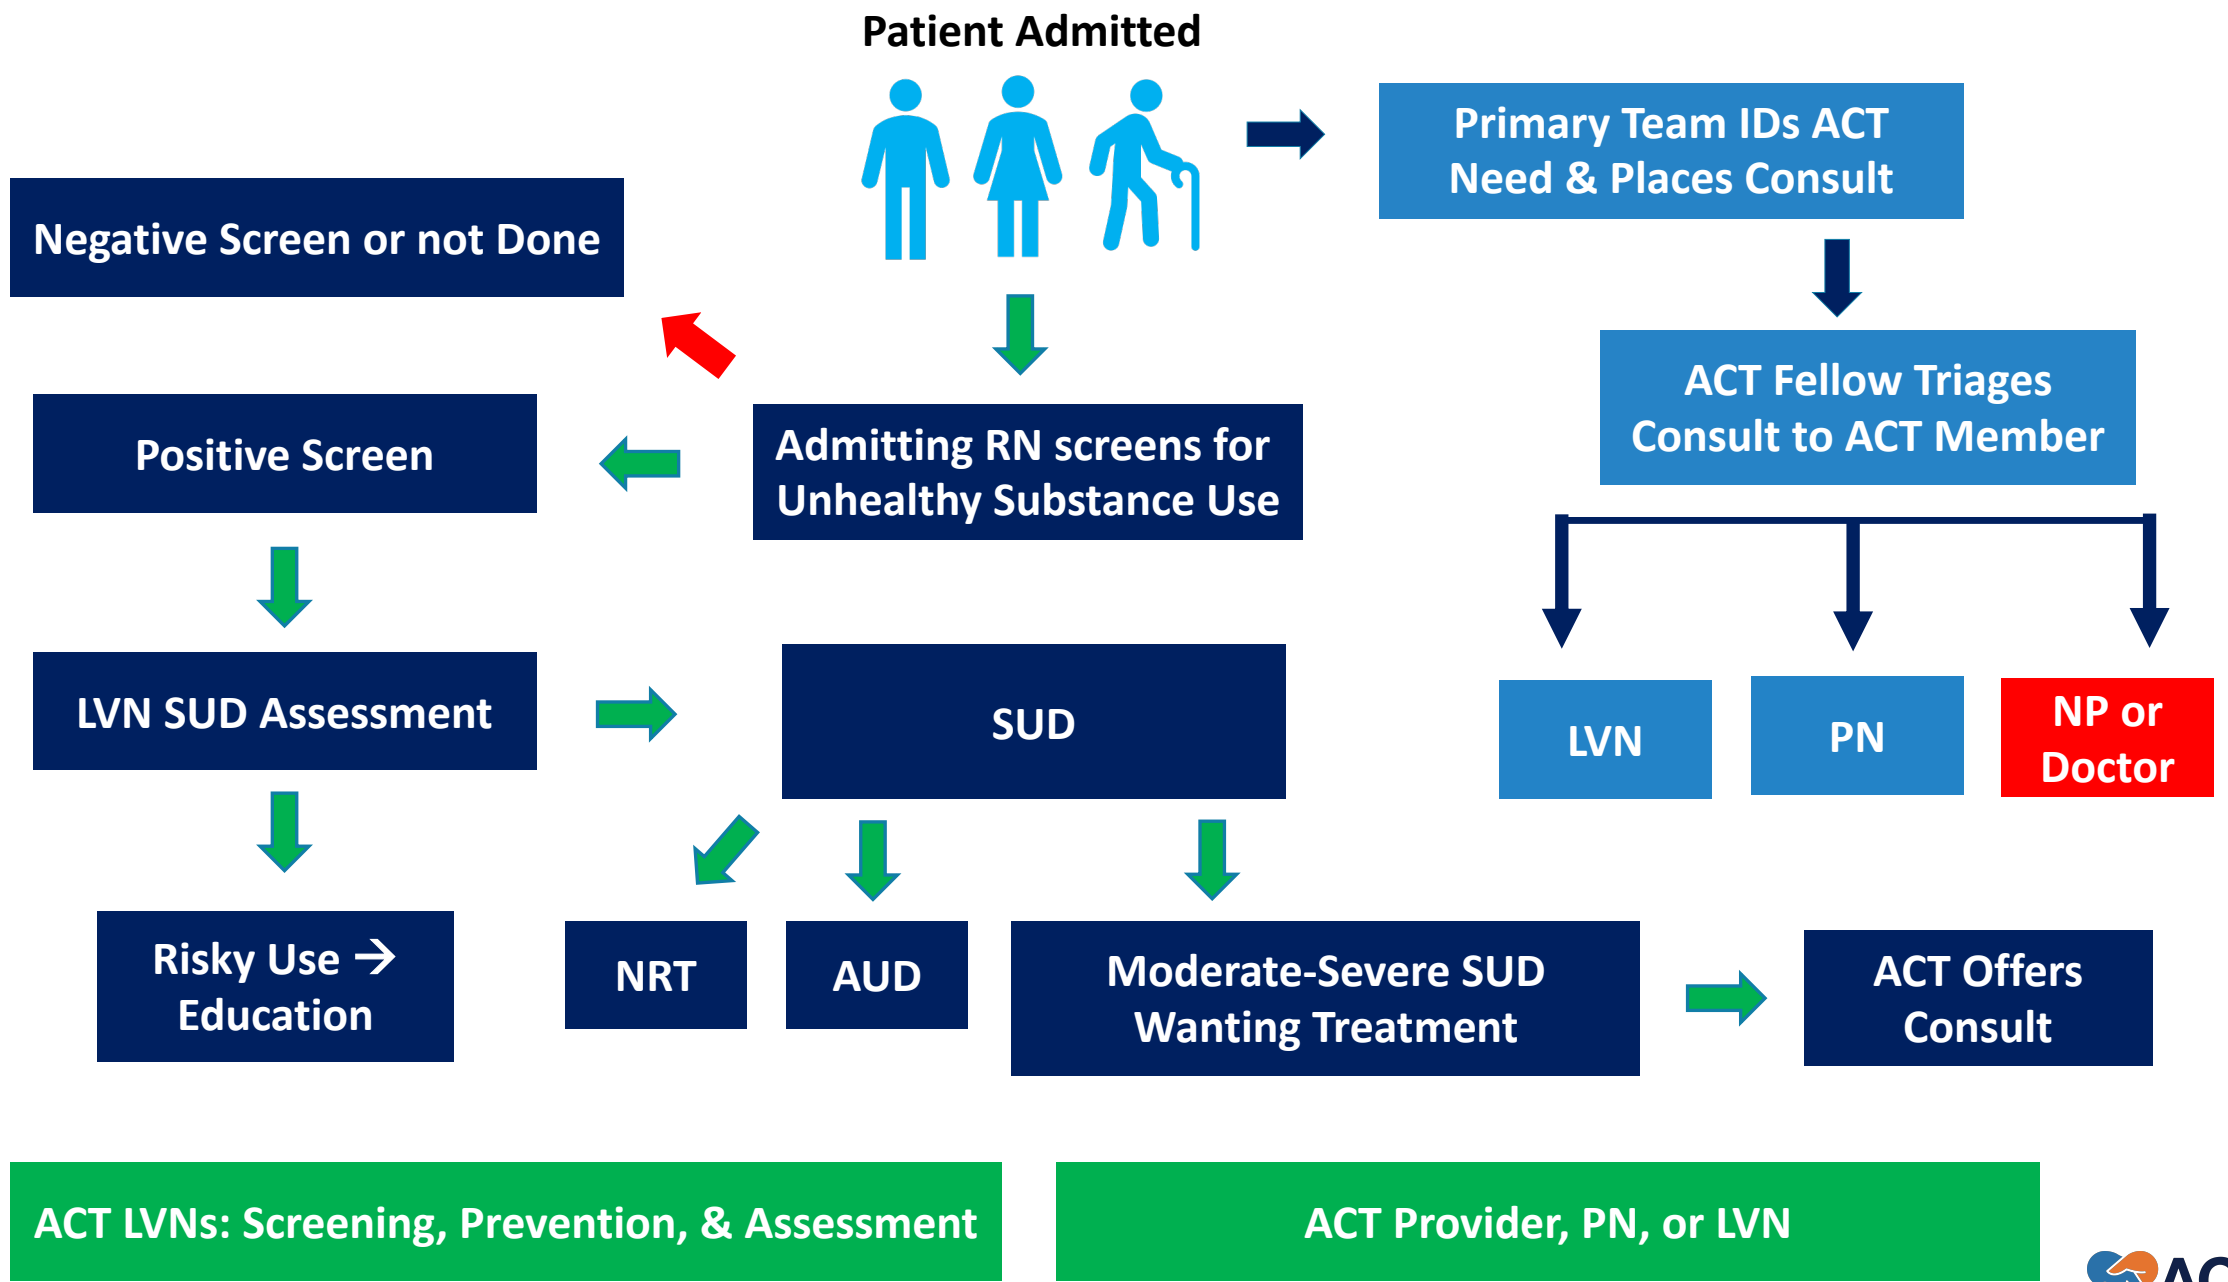 Patient Admitted
Primary Team IDs ACT
Need & Places Consult
Negative Screen or not Done
ACT Fellow Triages
Consult to ACT Member
Positive Screen
Admitting RN screens for
Unhealthy Substance Use
LVN SUD Assessment
SUD
LVN
PN
NP or
Doctor
Risky Use →
Education
NRT
AUD
Moderate-Severe SUD
Wanting Treatment
ACT Offers
Consult
ACT LVNs: Screening, Prevention, & Assessment
ACT Provider, PN, or LVN